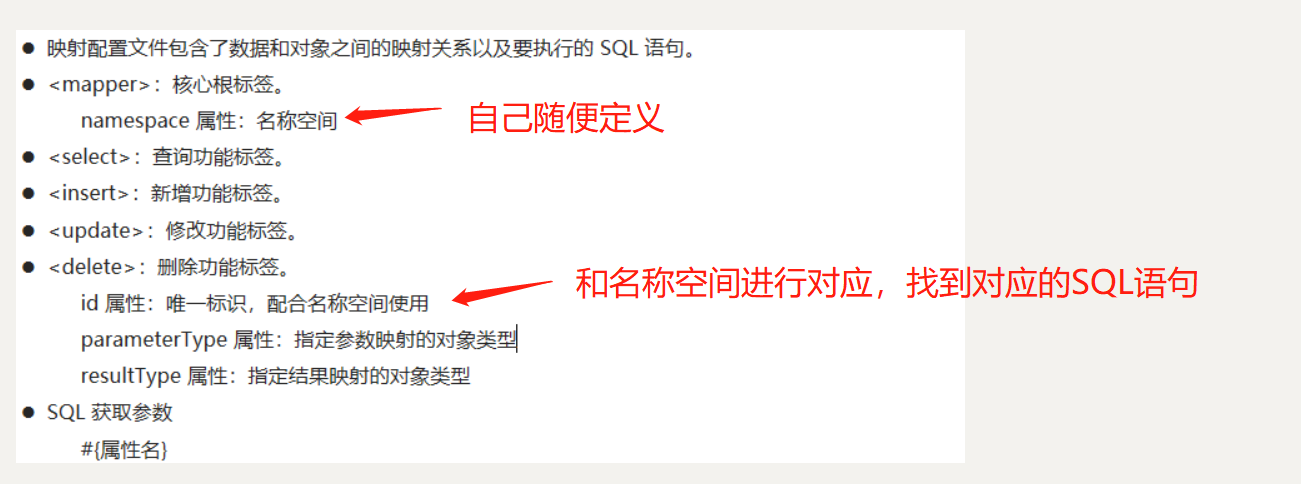 ● 映射配置文件包含了数据和对象之间的映射关系以及要执行的 SQL 语句。
● <mapper>：核心根标签。
namespace 属性：名称空间
自己随便定义
● <select>：查询功能标签。
● <insert>：新增功能标签。
● <update>：修改功能标签。
● <delete>：删除功能标签。
id 属性：唯一标识，配合名称空间使用
和名称空间进行对应，找到对应的SQL语句
parameterType 属性：指定参数映射的对象类型
resultType 属性：指定结果映射的对象类型
● SQL 获取参数
#{属性名}